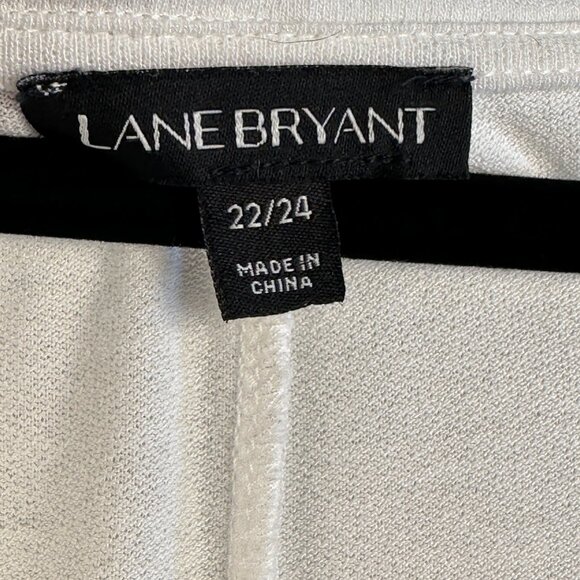 LANE BRYANT
22/24
MADE IN
CHINA